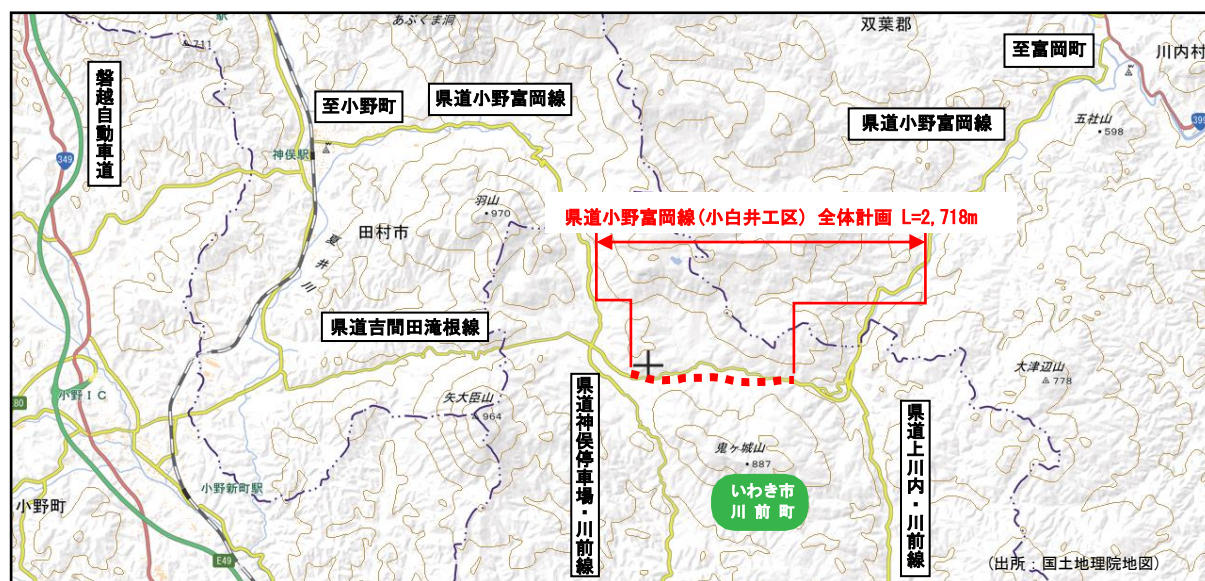 駅
あぶくま洞
双葉郡
711
至富岡町
川内村
磐越自動車道
至小野町
県道小野富岡線
県道小野富岡線
五社山
598
399
349
神俣駅
羽山
970
県道小野富岡線(小白井工区) 全体計画 L=2,718m
田村市
夏井川
県道吉間田滝根線
大津辺山
778
小野IC
80
矢大臣山
964
県道神俣停車場・川前線
県道上川内・川前線
鬼ヶ城山
887
小野新町駅
いわき市
川前町
小野町
E49
(出所:国土地理院地図)